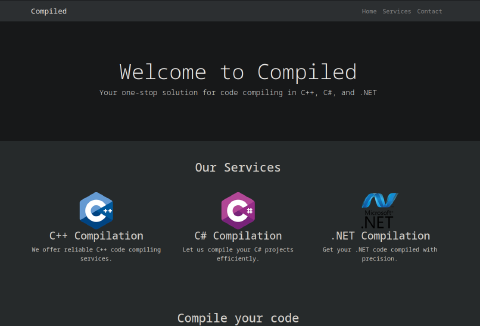 Compiled
Home Services Contact
Welcome to Compiled
Your one-stop solution for code compiling in C++, C#, and .NET
Our Services
C++
C#
Microsoft
.NET
C++ Compilation
C# Compilation
.NET Compilation
We offer reliable C++ code compiling
services.
Let us compile your C# projects
efficiently.
Get your .NET code compiled with
precision.
Compile your code